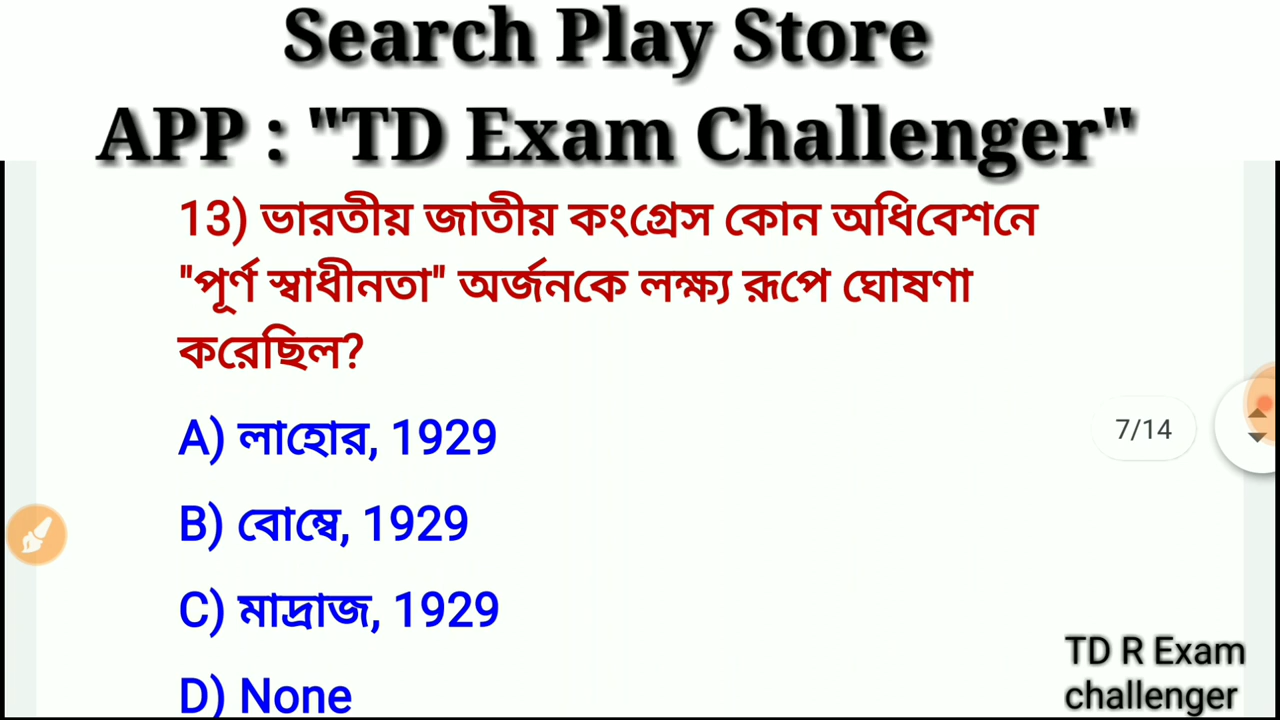 Search Play Store
APP : "TD Exam Challenger"
13) ভারতীয় জাতীয় কংগ্রেস কোন অধিবেশনে
"পূর্ণ স্বাধীনতা" অর্জনকে লক্ষ্য রূপে ঘোষণা
করেছিল?
A) লাহোর, 1929
7/14
B) বোম্বে, 1929
C) মাদ্রাজ, 1929
D) None
TD R Exam
challenger